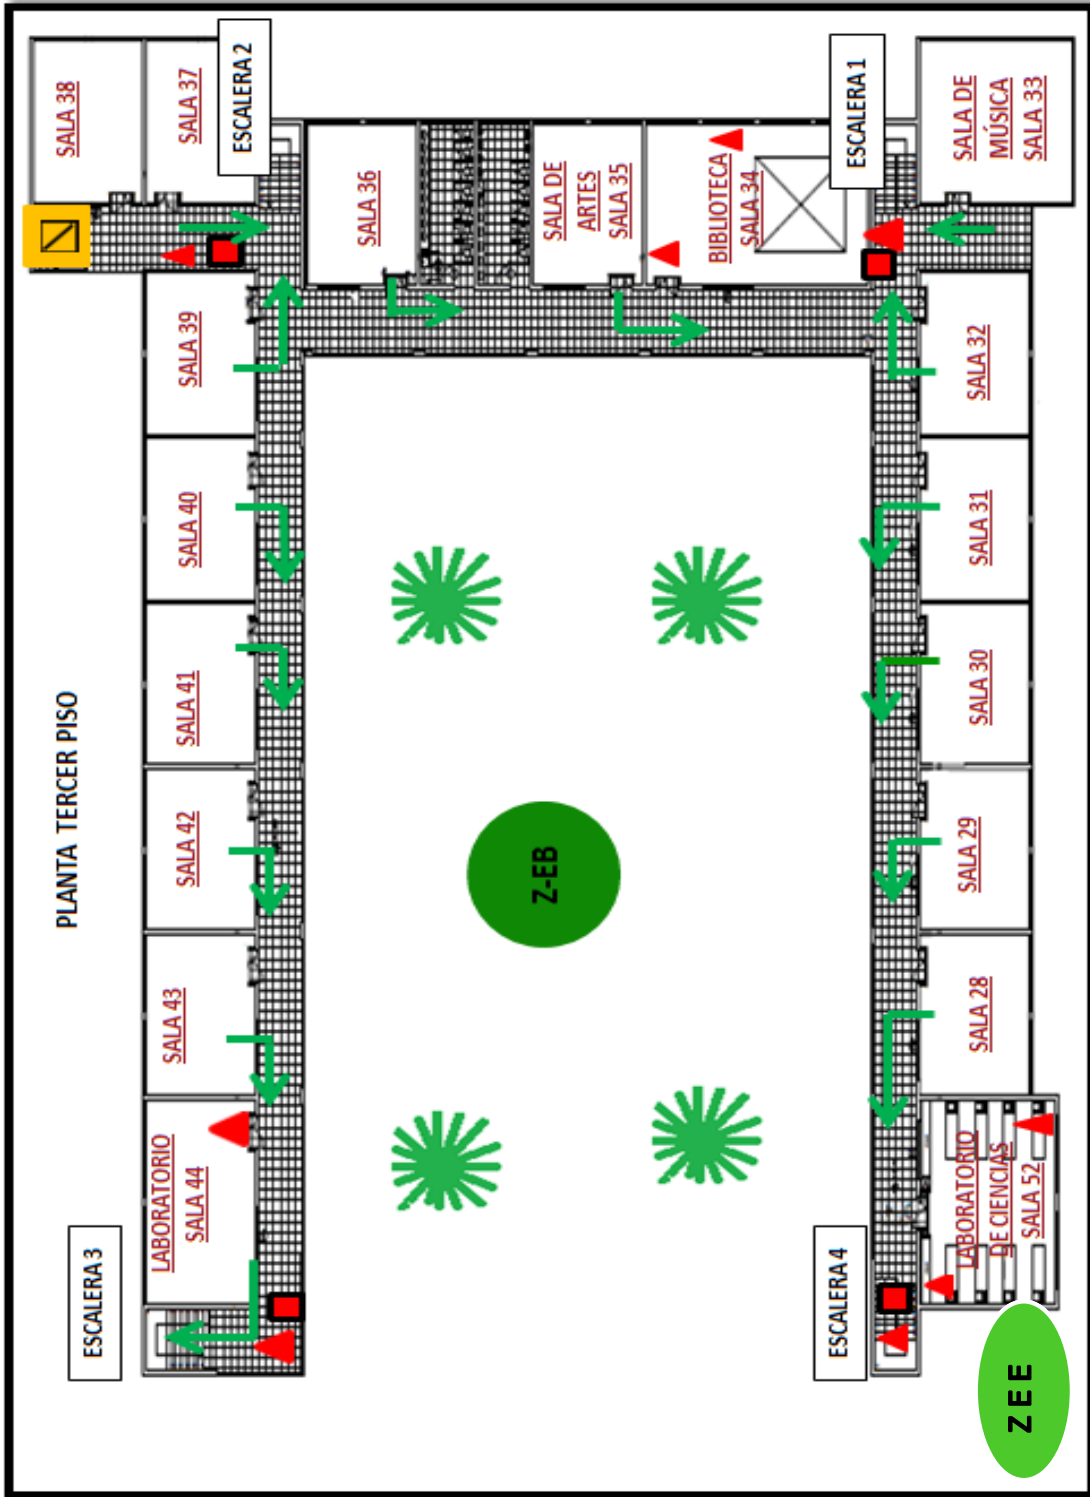 PLANTA TERCER PISO
SALA 38
SALA 37
ESCALERA 2
SALA 36
SALA DE
ARTES
SALA 35
BIBLIOTECA
SALA 34
ESCALERA 1
SALA DE
MÚSICA
SALA 33
SALA 39
SALA 32
SALA 40
SALA 31
SALA 41
SALA 30
SALA 42
SALA 29
Z-EB
SALA 43
SALA 28
LABORATORIO
SALA 44
LABORATORIO
DE CIENCIAS
SALA 52
ESCALERA 3
ESCALERA 4
Z E E